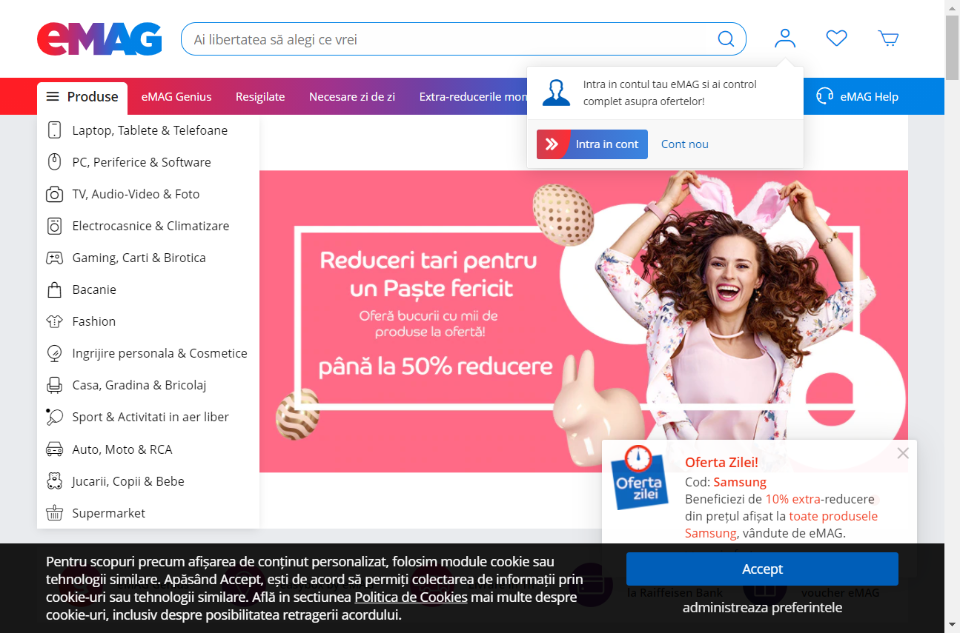 eMAG
Ai libertatea să alegi ce vrei
Produse
eMAG Genius
Resigilate
Necesare zi de zi
Extra-reducerile
eMAG Help
Intra in contul tau eMAG si ai control
complet asupra ofertelor!
Intra in cont
Cont nou
Laptop, Tablete & Telefoane
PC, Periferice & Software
TV, Audio-Video & Foto
Electrocasnice & Climatizare
Gaming, Carti & Birotica
Bacanie
Fashion
Ingrijire personala & Cosmetice
Casa, Gradina & Bricolaj
Sport & Activitati in aer liber
Auto, Moto & RCA
Jucarii, Copii & Bebe
Supermarket
Reduceri tari pentru
un Paște fericit
Oferă bucurii cu mii de
produse la ofertă!
până la 50% reducere
Oferta
zilei
Oferta Zilei!
Cod: Samsung
Beneficiezi de 10% extra-reducere
din prețul afișat la toate produsele
Samsung, vândute de eMAG.
Pentru scopuri precum afișarea de conținut personalizat, folosim module cookie sau
tehnologii similare. Apăsând Accept, ești de acord să permiți colectarea de informații prin
cookie-uri sau tehnologii similare. Află in sectiunea Politica de Cookies mai multe despre
cookie-uri, inclusiv despre posibilitatea retragerii acordului.
Accept
administreaza preferintele
la Raiffeisen Bank
voucher eMAG